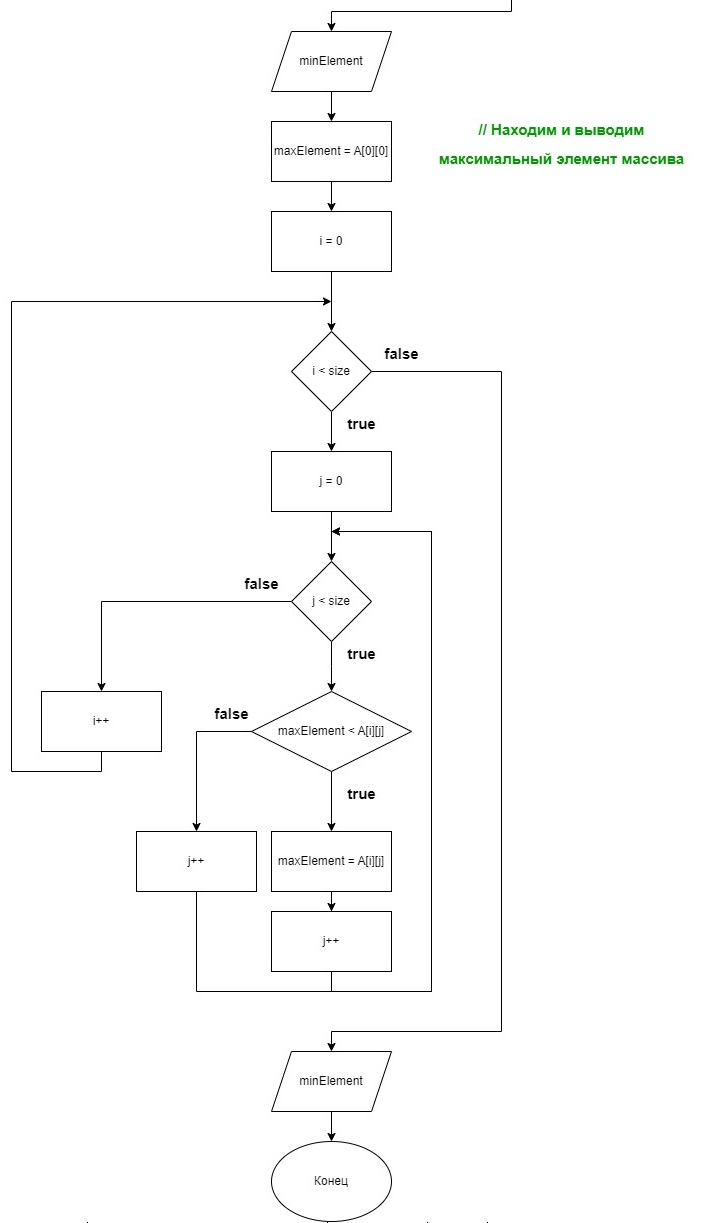 minElement
// Находим и выводим
максимальный элемент массива
maxElement = A[0][0]
i = 0
false
i < size
true
j = 0
false
j < size
true
i++
false
maxElement < A[i][j]
true
j++
maxElement = A[i][j]
j++
minElement
Конец